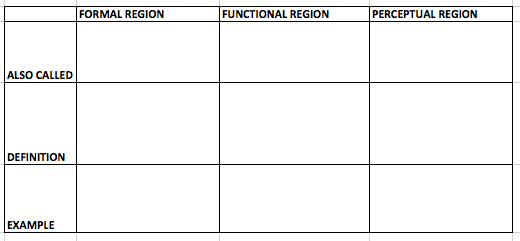 FORMAL REGION FUNCTIONAL REGION PERCEPTUAL REGION
ALSO CALLED
DEFINITION
EXAMPLE